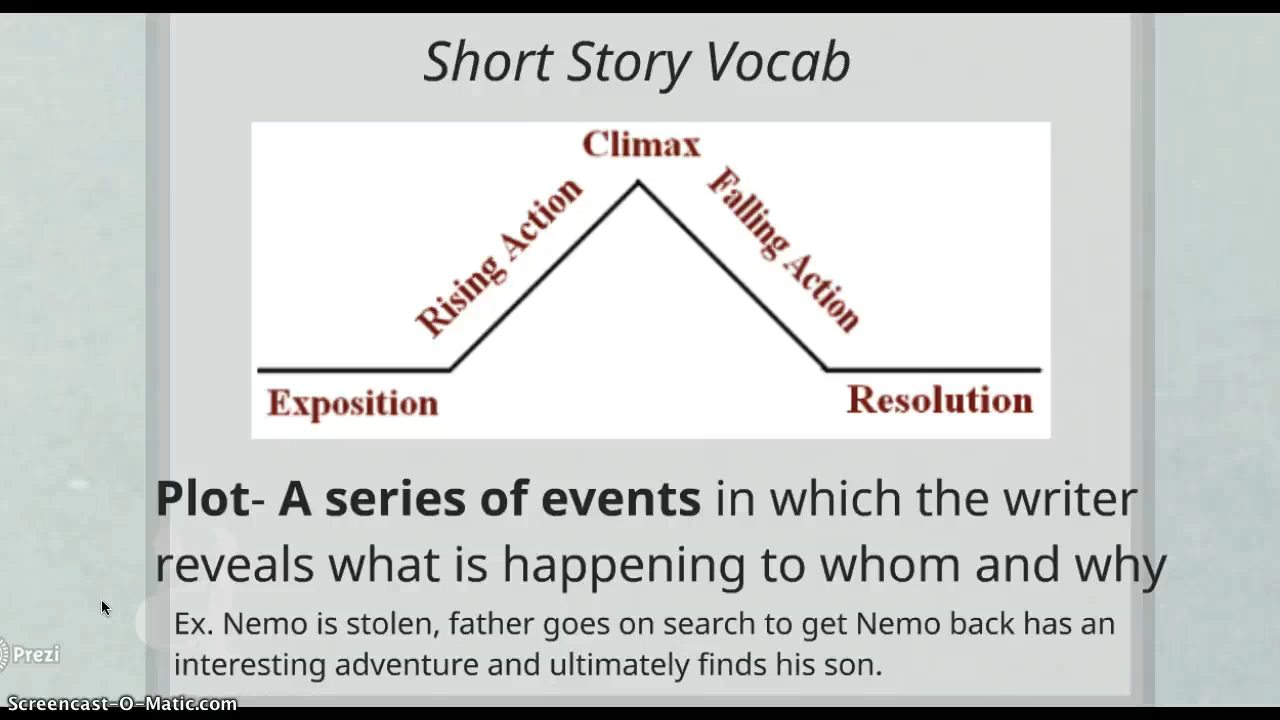 Short Story Vocab
Climax
Rising Action
Falling Action
Exposition
Resolution
Plot- A series of events in which the writer
reveals what is happening to whom and why
Ex. Nemo is stolen, father goes on search to get Nemo back has an
interesting adventure and ultimately finds his son.
Prezi
Screencast-O-Matic.com